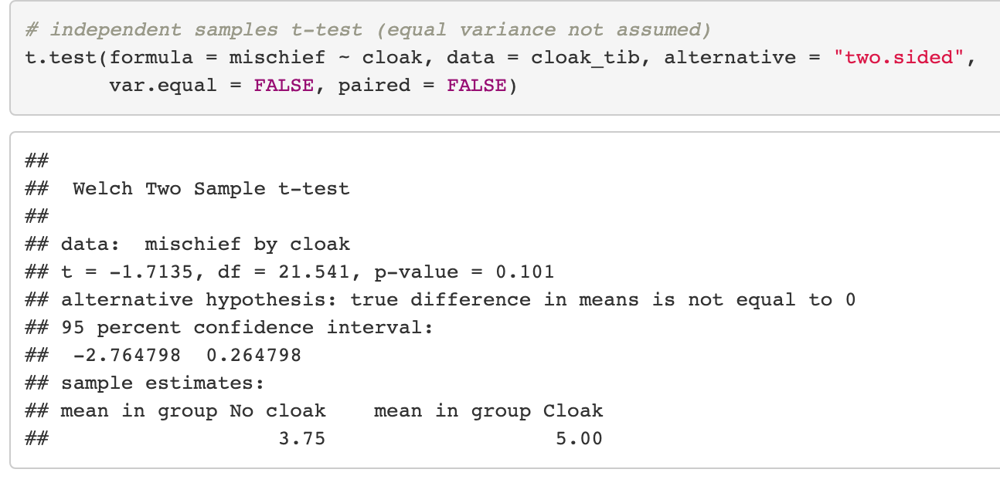 # independent samples t-test (equal variance not assumed)
t.test(formula = mischief ~ cloak, data = cloak_tib, alternative = "two.sided",
       var.equal = FALSE, paired = FALSE)
##
##  Welch Two Sample t-test
##
## data:  mischief by cloak
## t = -1.7135, df = 21.541, p-value = 0.101
## alternative hypothesis: true difference in means is not equal to 0
## 95 percent confidence interval:
##  -2.764798  0.264798
## sample estimates:
## mean in group No cloak    mean in group Cloak
##                   3.75                   5.00